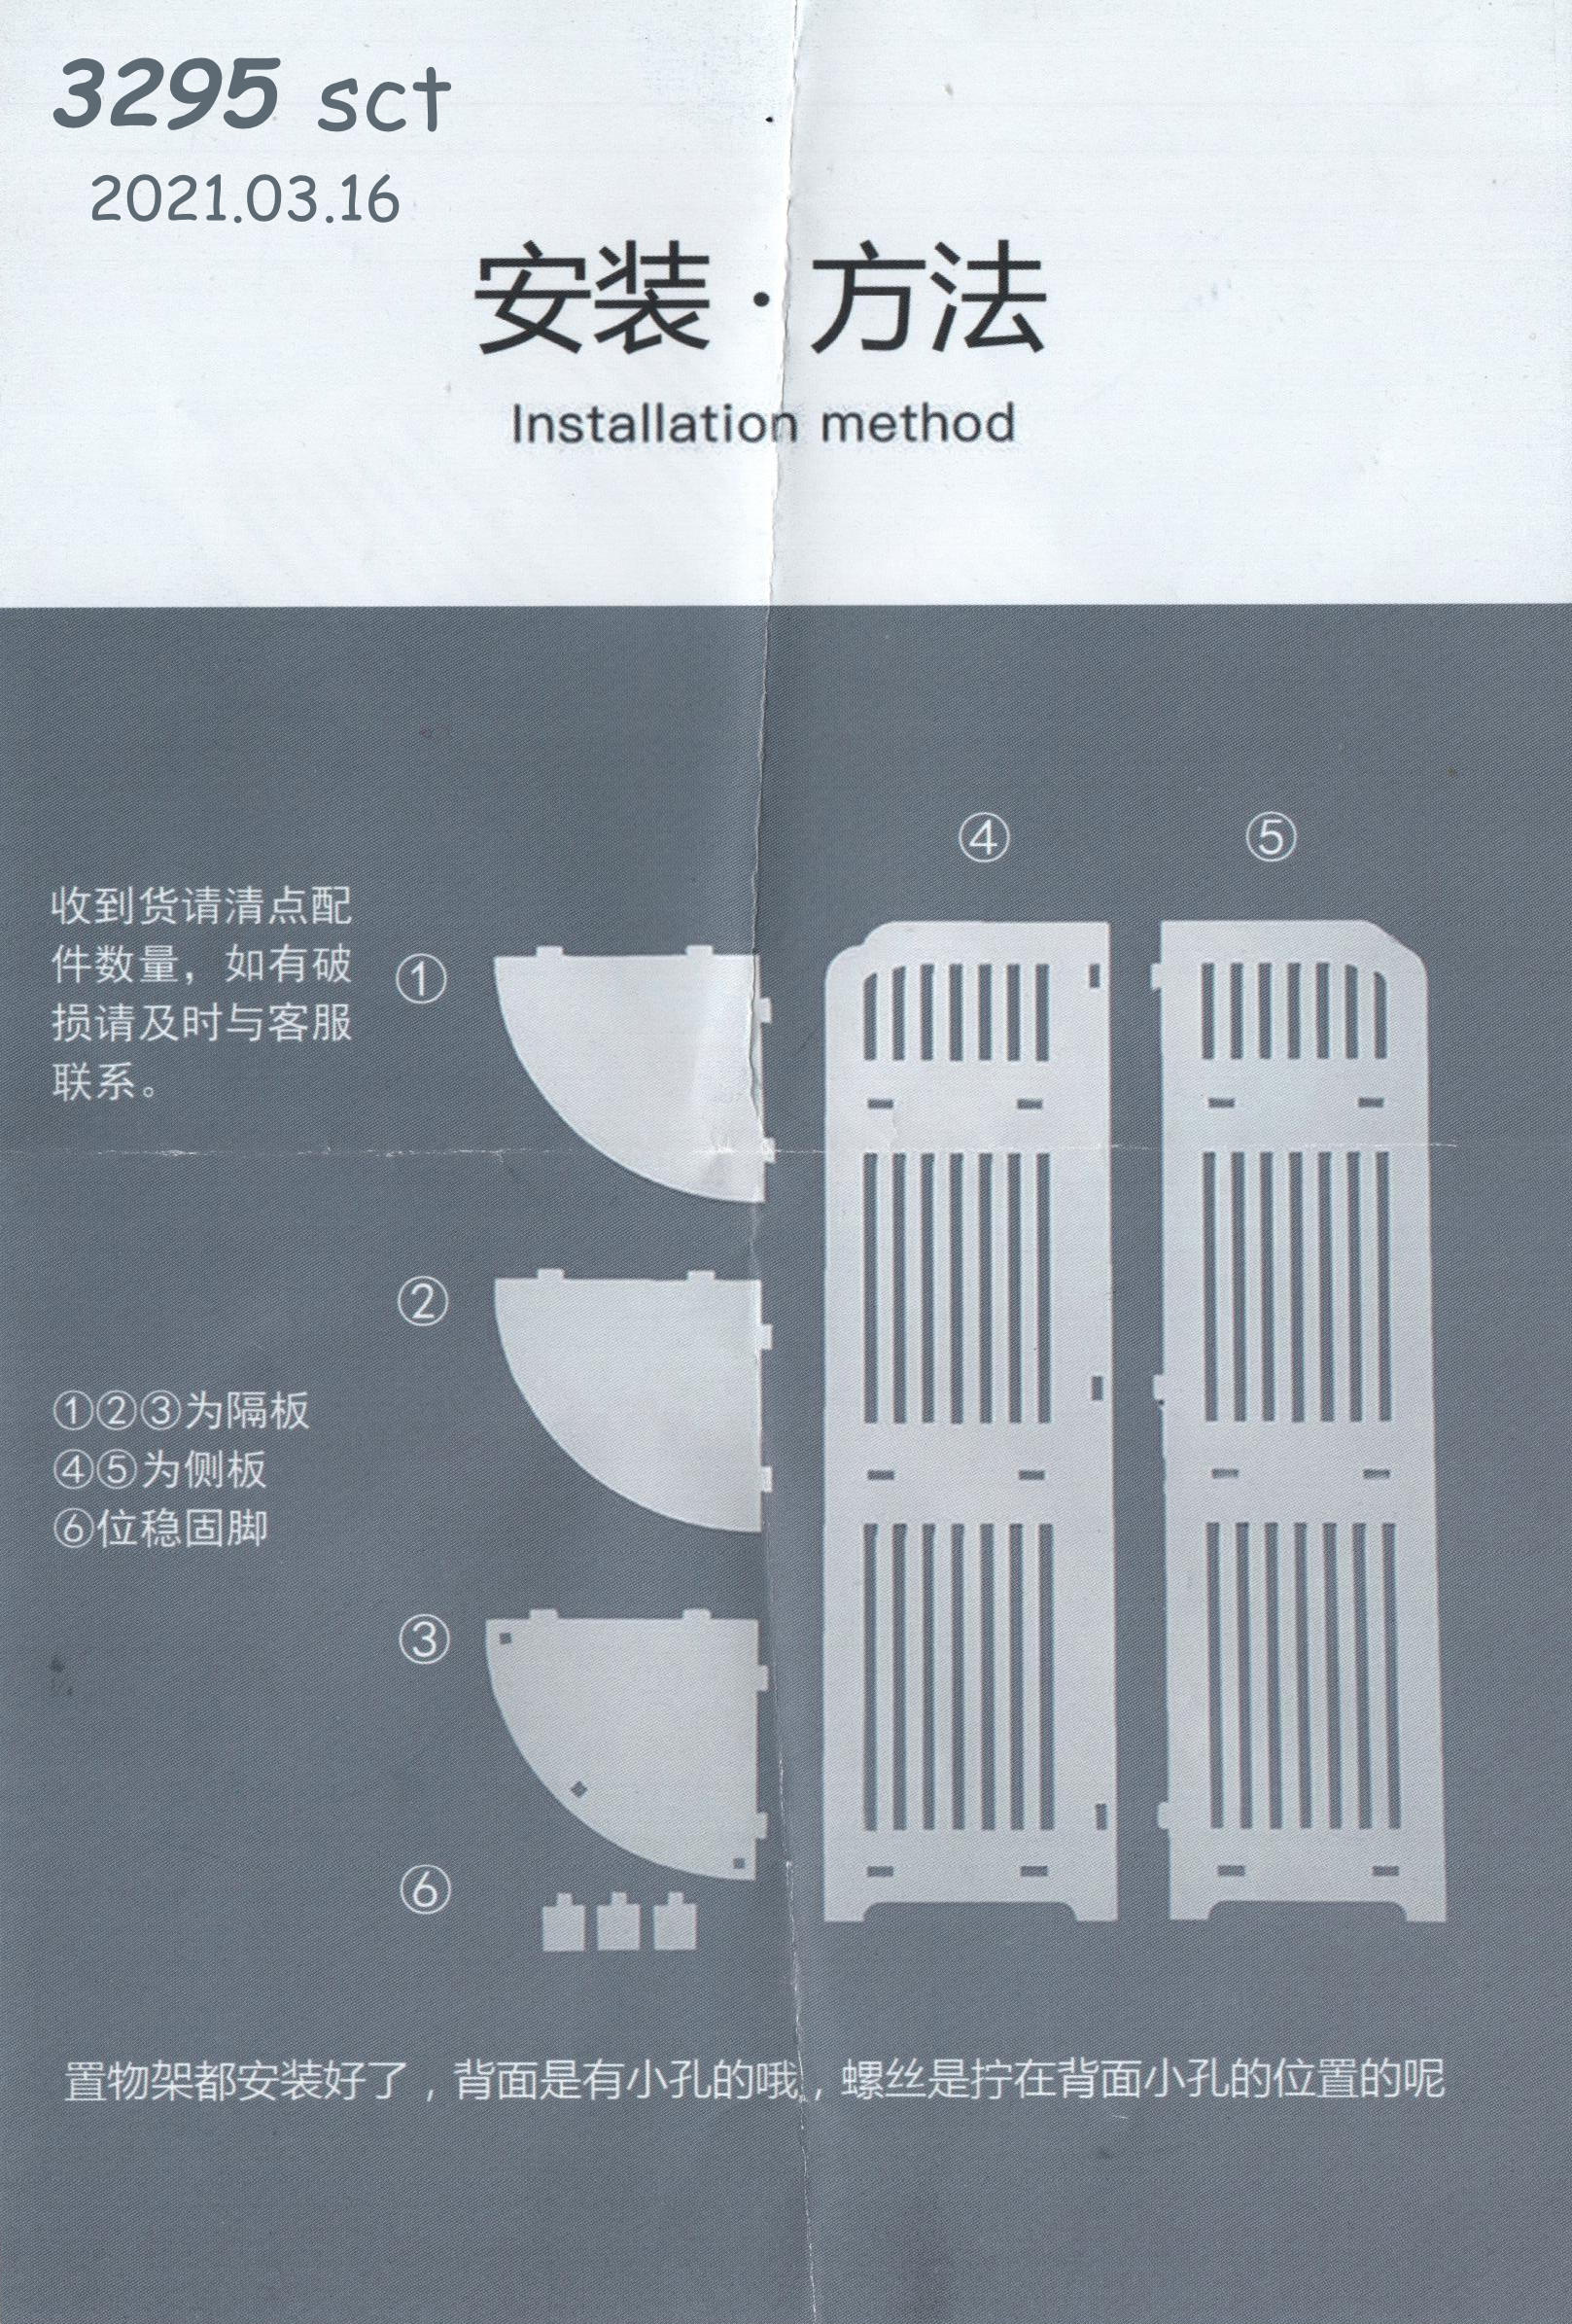 3295 sct
2021.03.16
安装·方法
Installation method
④
⑤
收到货请清点配
件数量，如有破
损请及时与客服
联系。
①
②
①②③为隔板
④⑤为侧板
⑥位稳固脚
③
⑥
置物架都安装好了，背面是有小孔的哦，螺丝是拧在背面小孔的位置的呢